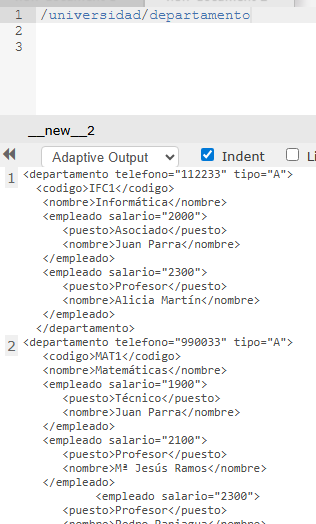 1 /universidad/departamento
2
3
__new__2
Adaptive Output Indent
1 <departamento telefono="112233" tipo="A">
<codigo>IFC1</codigo>
<nombre>Informática</nombre>
<empleado salario="2000">
<puesto>Asociado</puesto>
<nombre>Juan Parra</nombre>
</empleado>
<empleado salario="2300">
<puesto>Profesor</puesto>
<nombre>Alicia Martín</nombre>
</empleado>
</departamento>
2 <departamento telefono="990033" tipo="A">
<codigo>MAT1</codigo>
<nombre>Matemáticas</nombre>
<empleado salario="1900">
<puesto>Técnico</puesto>
<nombre>Juan Parra</nombre>
</empleado>
<empleado salario="2100">
<puesto>Profesor</puesto>
<nombre>Mª Jesús Ramos</nombre>
</empleado>
<empleado salario="2300">
<puesto>Profesor</puesto>